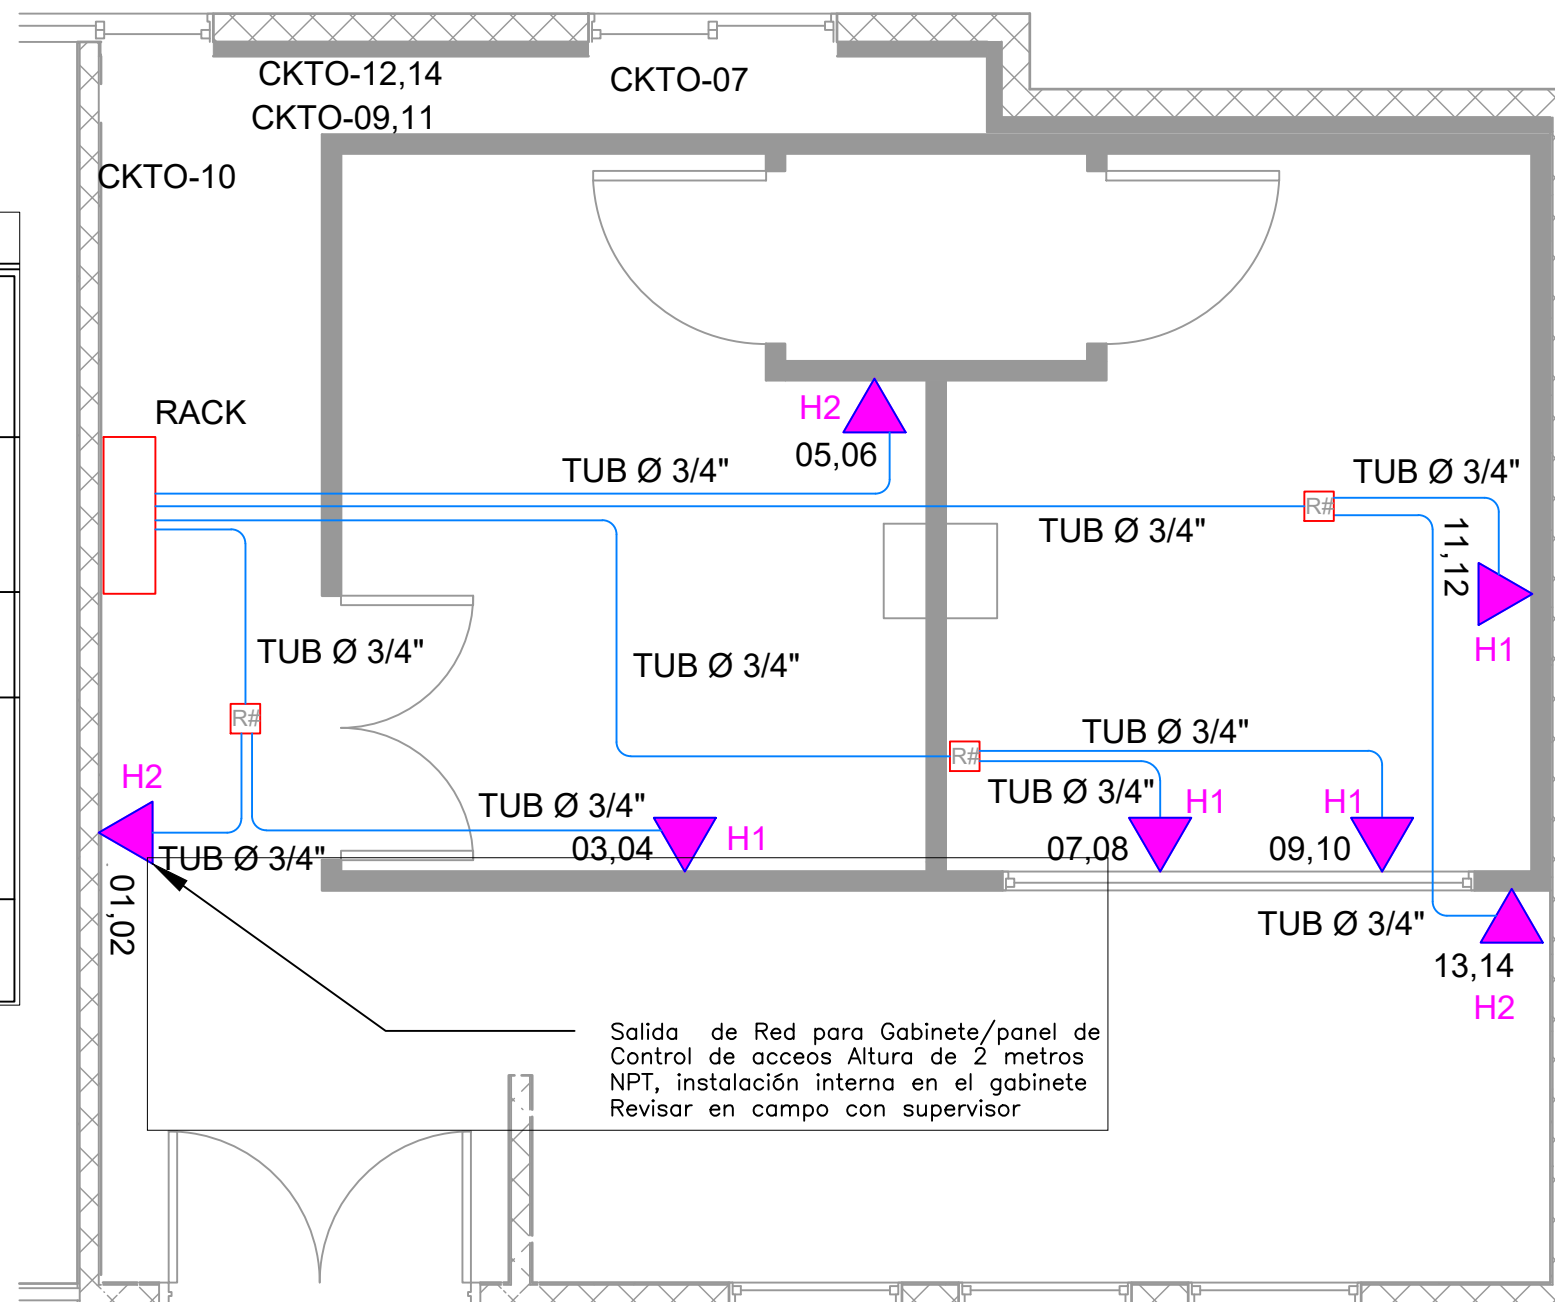 CKTO-12,14
CKTO-07
CKTO-09,11
CKTO-10
RACK
H2
05,06
TUB Ø 3/4"
TUB Ø 3/4"
TUB Ø 3/4"
R#
11,12
H1
TUB Ø 3/4"
TUB Ø 3/4"
R#
TUB Ø 3/4"
R#
TUB Ø 3/4"
H2
TUB Ø 3/4"
H1
H1
03,04
H1
07,08
09,10
TUB Ø 3/4"
01,02
TUB Ø 3/4"
13,14
H2
Salida de Red para Gabinete/panel de
Control de acceos Altura de 2 metros
NPT, instalación interna en el gabinete
Revisar en campo con supervisor